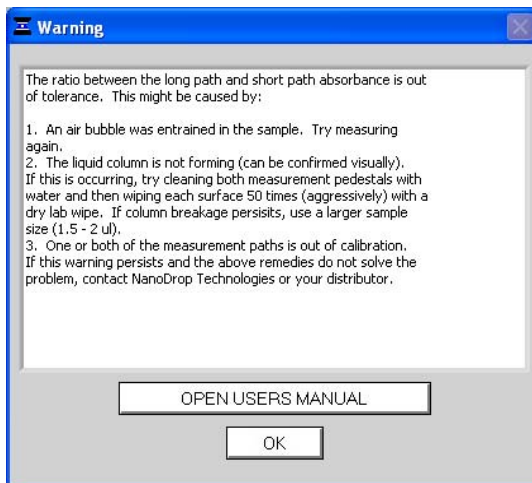 Warning
The ratio between the long path and short path absorbance is out
of tolerance. This might be caused by:
1. An air bubble was entrained in the sample. Try measuring
again.
2. The liquid column is not forming (can be confirmed visually).
If this is occurring, try cleaning both measurement pedestals with
water and then wiping each surface 50 times (aggressively) with a
dry lab wipe. If column breakage persisits, use a larger sample
size (1.5 - 2 ul).
3. One or both of the measurement paths is out of calibration.
If this warning persists and the above remedies do not solve the
problem, contact NanoDrop Technologies or your distributor.
OPEN USERS MANUAL
OK